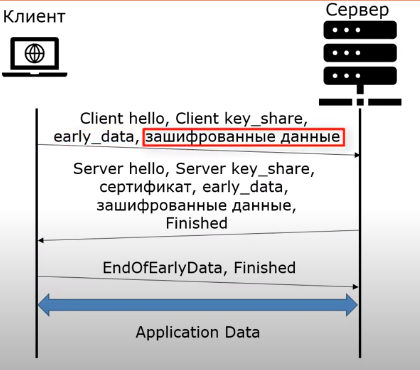 Клиент
Сервер
Client hello, Client key_share,
early_data, зашифрованные данные
Server hello, Server key_share,
сертификат, early_data,
зашифрованные данные,
Finished
EndOfEarlyData, Finished
Application Data